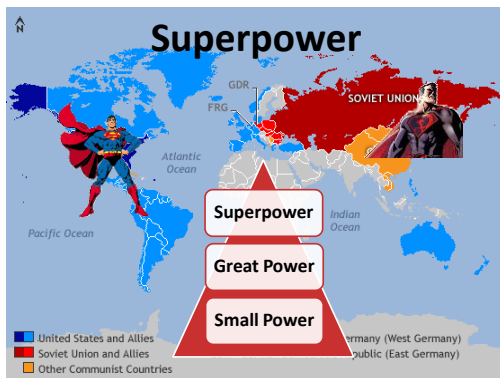 N
Superpower
GDR
FRG
SOVIET UNION
Atlantic
Ocean
Superpower
Indian
Ocean
Pacific Ocean
Great Power
Small Power
United States and Allies
ermany (West Germany)
Soviet Union and Allies
public (East Germany)
Other Communist Countries